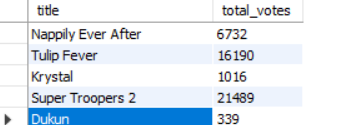 title total_votes
Nappily Ever After 6732
Tulip Fever 16190
Krystal 1016
Super Troopers 2 21489
Dukun 339